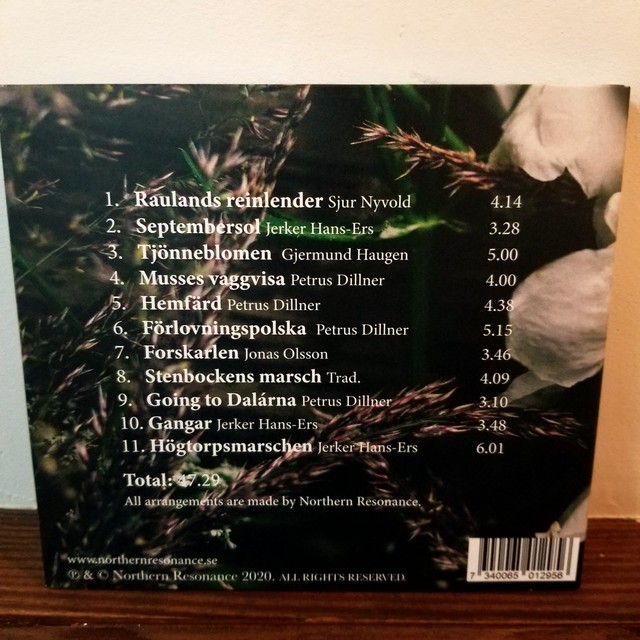 1. Raulands reinlender Sjur Nyvold 4.14
2. Septembersol Jerker Hans-Ers 3.28
3. Tjönneblomen Gjermund Haugen 5.00
4. Musses vaggvisa Petrus Dillner 4.00
5. Hemfärd Petrus Dillner 4.38
6. Förlovningspolska Petrus Dillner 5.15
7. Forskarlen Jonas Olsson 3.46
8. Stenbockens marsch Trad. 4.09
9. Going to Dalárna Petrus Dillner 3.10
10. Gangar Jerker Hans-Ers 3.48
11. Högtorpsmarschen Jerker Hans-Ers 6.01
Total: 47.29
All arrangements are made by Northern Resonance.
www.northernresonance.se
℗ & © Northern Resonance 2020. ALL RIGHTS RESERVED.
7 340065 012956